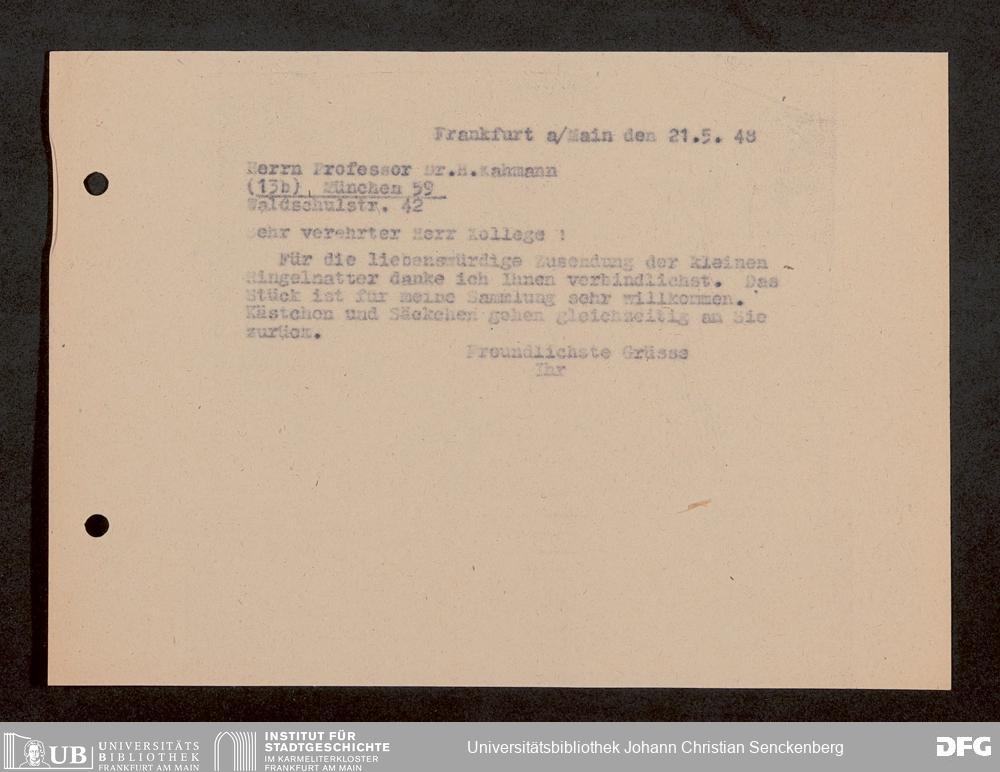 Frankfurt a/Main den 21.5. 48
Herrn Professor Dr.H.Kahmann
(13b), München 59
Waldschulstr. 42
Sehr verehrter Herr Kollege !
Für die liebenswürdige Zusendung der kleinen
Ringelnatter danke ich Ihnen verbindlichst. Das
Stück ist für meine Sammlung sehr willkommen.
Kästchen und Säckchen gehen gleichzeitig an Sie
zurück.
Freundlichste Grüsse
Ihr
UB UNIVERSITÄTS
BIBLIOTHEK
FRANKFURT AM MAIN
INSTITUT FÜR
STADTGESCHICHTE
IM KARMELITERKLOSTER
FRANKFURT AM MAIN
Universitätsbibliothek Johann Christian Senckenberg
DFG